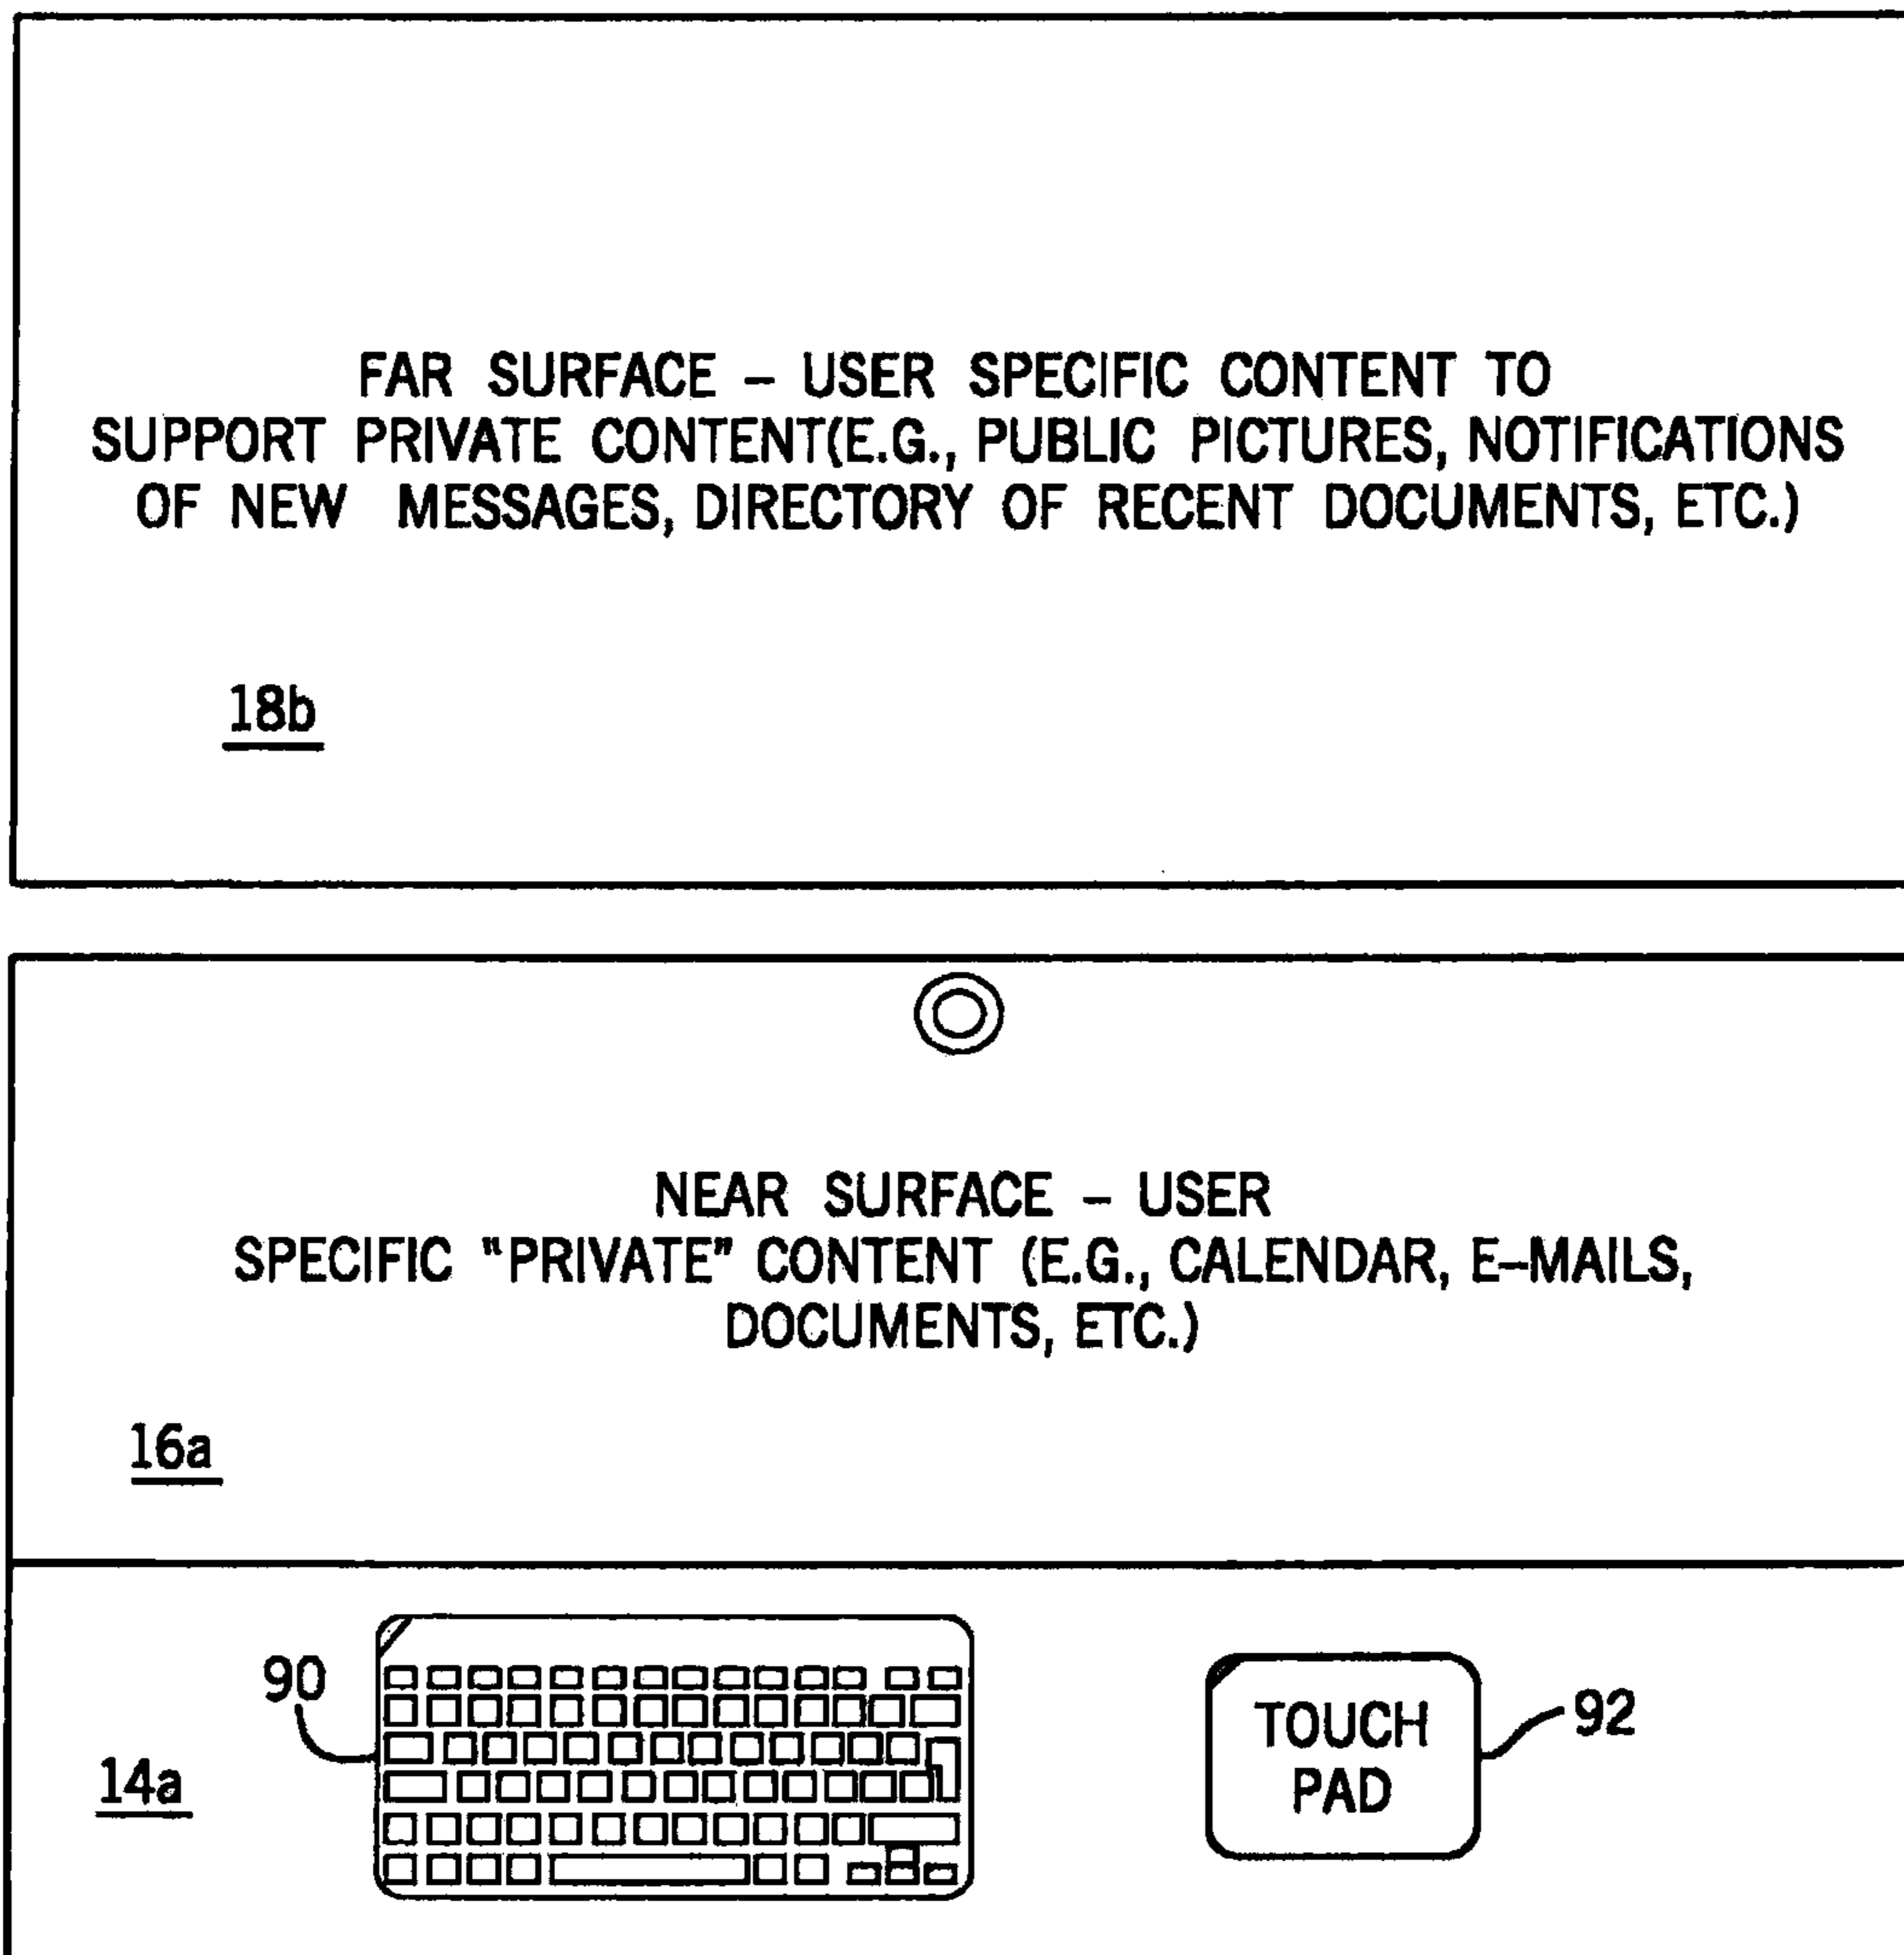 FAR SURFACE – USER SPECIFIC CONTENT TO
SUPPORT PRIVATE CONTENT(E.G., PUBLIC PICTURES, NOTIFICATIONS
OF NEW MESSAGES, DIRECTORY OF RECENT DOCUMENTS, ETC.)
18b
NEAR SURFACE – USER
SPECIFIC "PRIVATE" CONTENT (E.G., CALENDAR, E–MAILS,
DOCUMENTS, ETC.)
16a
90
TOUCH
PAD
92
14a